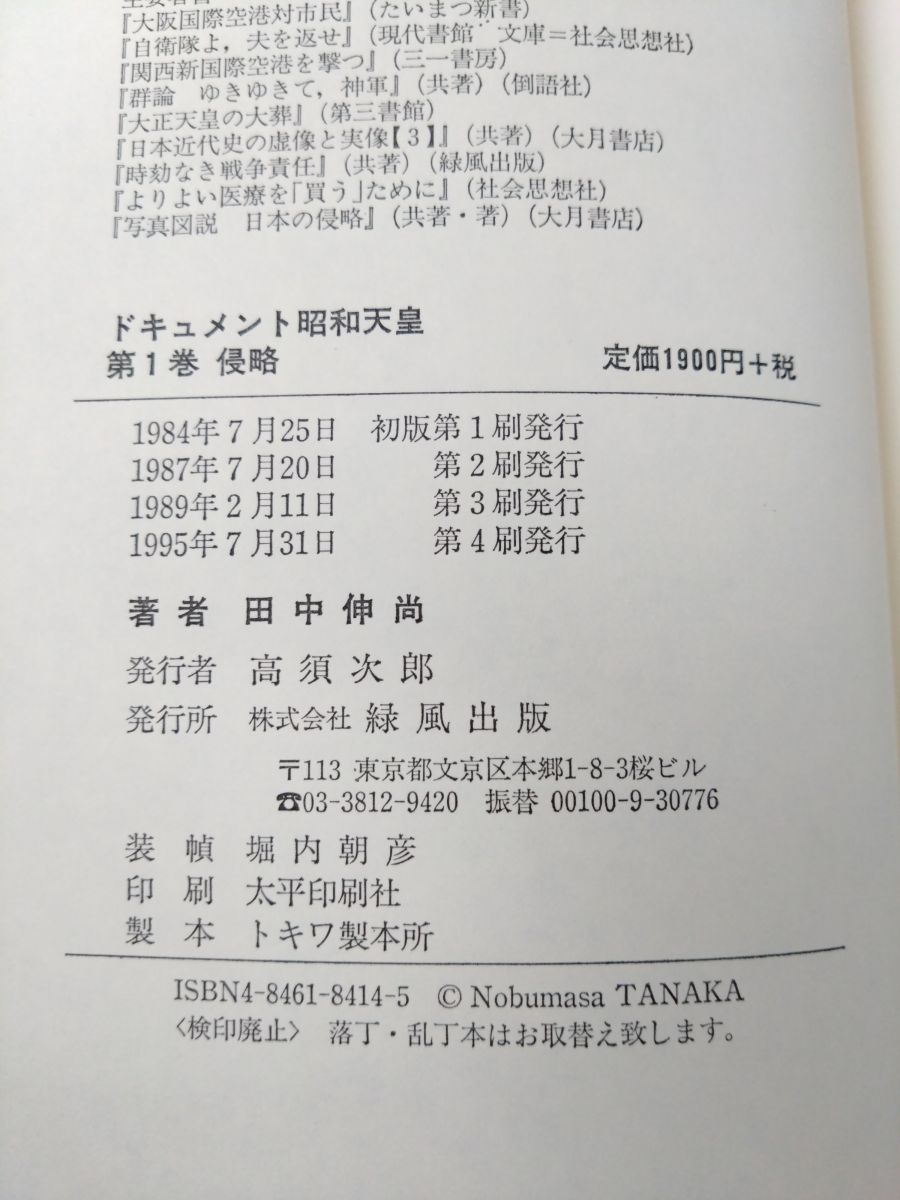 主要著書
『大阪国際空港対市民』(たいまつ新書)
『自衛隊よ,夫を返せ』(現代書館 文庫=社会思想社)
『関西新国際空港を撃つ』(三一書房)
『群論 ゆきゆきて,神軍』(共著)(倒語社)
『大正天皇の大葬』(第三書館)
『日本近代史の虚像と実像【3】』(共著)(大月書店)
『時効なき戦争責任』(共著)(緑風出版)
『よりよい医療を「買う」ために』(社会思想社)
『写真図説 日本の侵略』(共著・著)(大月書店)
ドキュメント昭和天皇
第1巻 侵略 定価1900円+税
1984年7月25日 初版第1刷発行
1987年7月20日 第2刷発行
1989年2月11日 第3刷発行
1995年7月31日 第4刷発行
著者 田中伸尚
発行者 高須次郎
発行所 株式会社 緑風出版
〒113 東京都文京区本郷1-8-3桜ビル
☎03-3812-9420 振替 00100-9-30776
装幀 堀内朝彦
印刷 太平印刷社
製本 トキワ製本所
ISBN4-8461-8414-5 © Nobumasa TANAKA
〈検印廃止〉 落丁・乱丁本はお取替え致します。